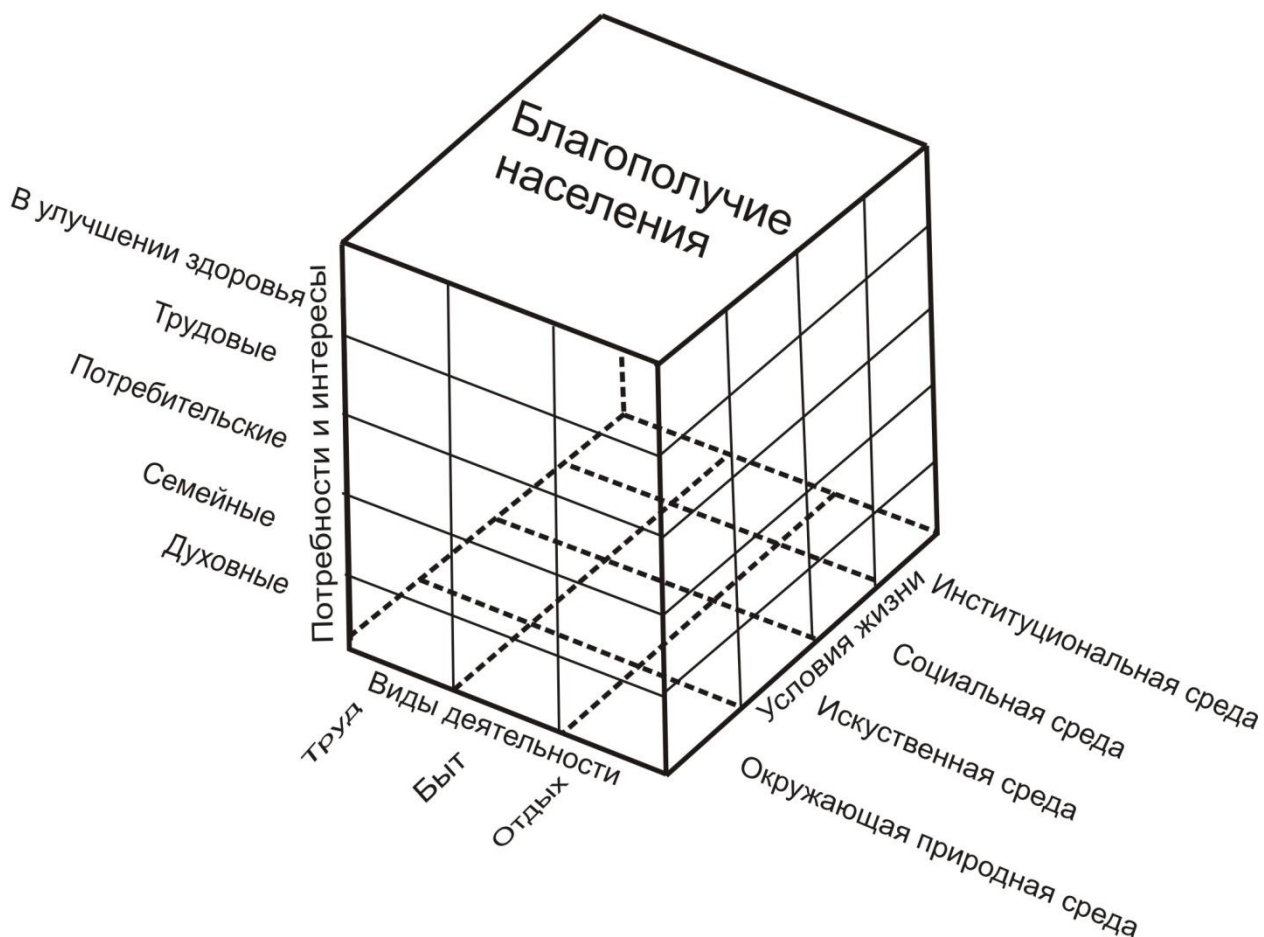 Благополучие
населения
В улучшении здоровья
Трудовые
Потребительские
Семейные
Духовные
Потребности и интересы
Виды деятельности
Труд
Быт
Отдых
Условия жизни
Институциональная среда
Социальная среда
Искуственная среда
Окружающая природная среда